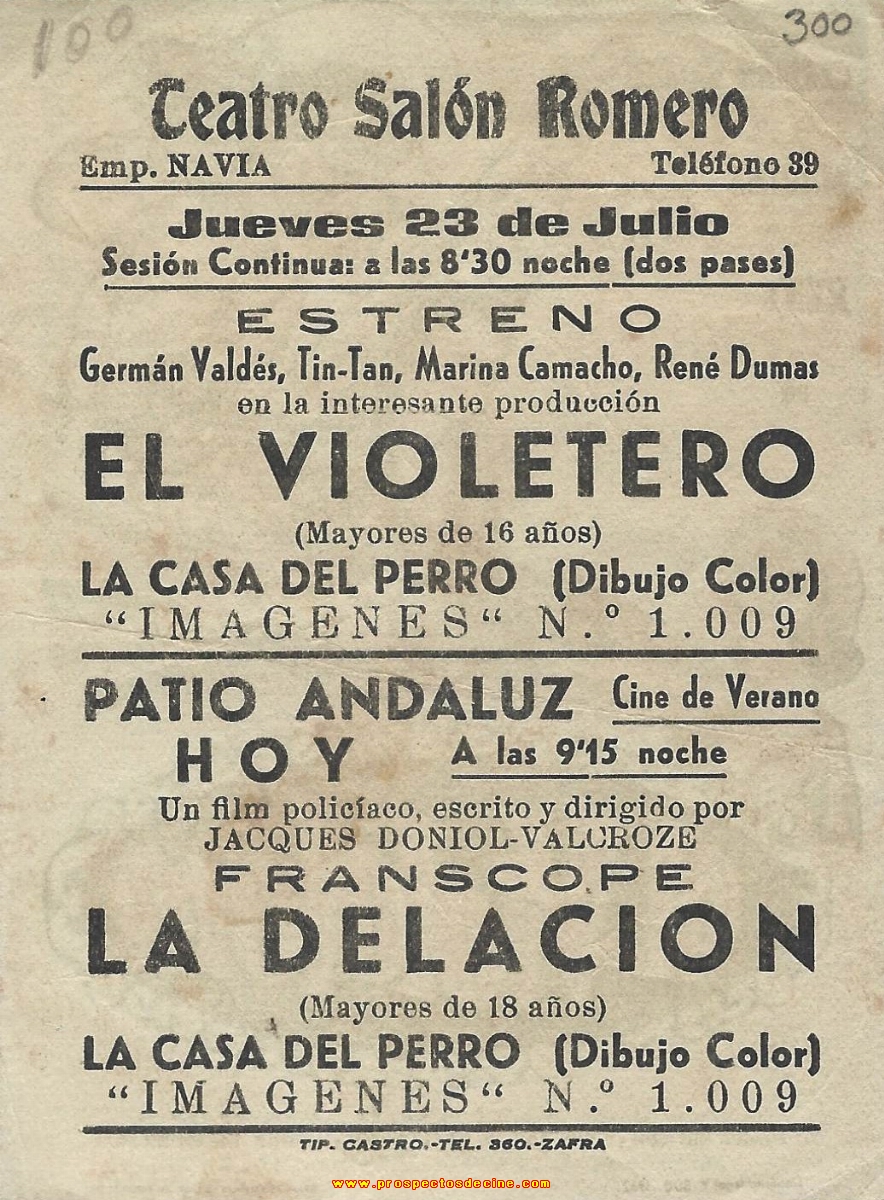 100
300
Teatro Salón Romero
Emp. NAVIA Teléfono 39
Jueves 23 de Julio
Sesión Continua: a las 8'30 noche (dos pases)
ESTRENO
Germán Valdés, Tin-Tan, Marina Camacho, René Dumas
en la interesante producción
EL VIOLETERO
(Mayores de 16 años)
LA CASA DEL PERRO (Dibujo Color)
“IMAGENES“ N.º 1.009
PATIO ANDALUZ Cine de Verano
HOY A las 9'15 noche
Un film policíaco, escrito y dirigido por
JACQUES DONIOL-VALCROZE
FRANSCOPE
LA DELACION
(Mayores de 18 años)
LA CASA DEL PERRO (Dibujo Color)
“IMAGENES“ N.º 1.009
TIP. CASTRO.-TEL. 360.-ZAFRA
www.prospectosdecine.com